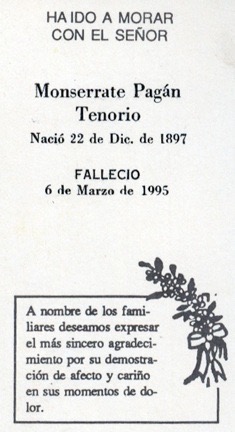 HA IDO A MORAR
CON EL SEÑOR
Monserrate Pagán
Tenorio
Nació 22 de Dic. de 1897
FALLECIO
6 de Marzo de 1995
A nombre de los fami-
liares deseamos expresar
el más sincero agradeci-
miento por su demostra-
ción de afecto y cariño
en sus momentos de do-
lor.